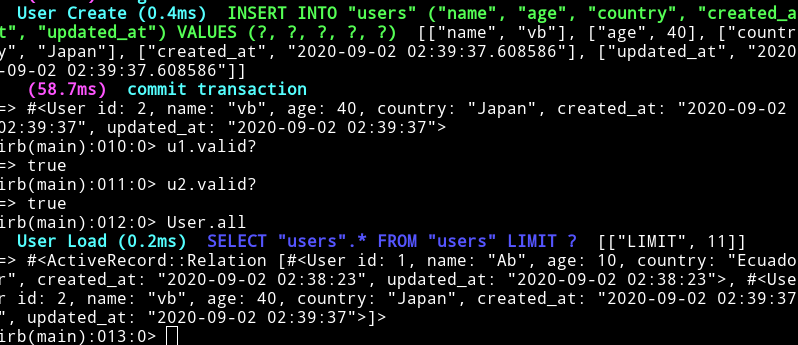 User Create (0.4ms)  INSERT INTO "users" ("name", "age", "country", "created_a
t", "updated_at") VALUES (?, ?, ?, ?, ?)  [["name", "vb"], ["age", 40], ["countr
y", "Japan"], ["created_at", "2020-09-02 02:39:37.608586"], ["updated_at", "2020
-09-02 02:39:37.608586"]]
(58.7ms)  commit transaction
=> #<User id: 2, name: "vb", age: 40, country: "Japan", created_at: "2020-09-02
02:39:37", updated_at: "2020-09-02 02:39:37">
irb(main):010:0> u1.valid?
=> true
irb(main):011:0> u2.valid?
=> true
irb(main):012:0> User.all
User Load (0.2ms)  SELECT "users".* FROM "users" LIMIT ?  [["LIMIT", 11]]
=> #<ActiveRecord::Relation [#<User id: 1, name: "Ab", age: 10, country: "Ecuado
r", created_at: "2020-09-02 02:38:23", updated_at: "2020-09-02 02:38:23">, #<Use
r id: 2, name: "vb", age: 40, country: "Japan", created_at: "2020-09-02 02:39:37
", updated_at: "2020-09-02 02:39:37">]>
irb(main):013:0>